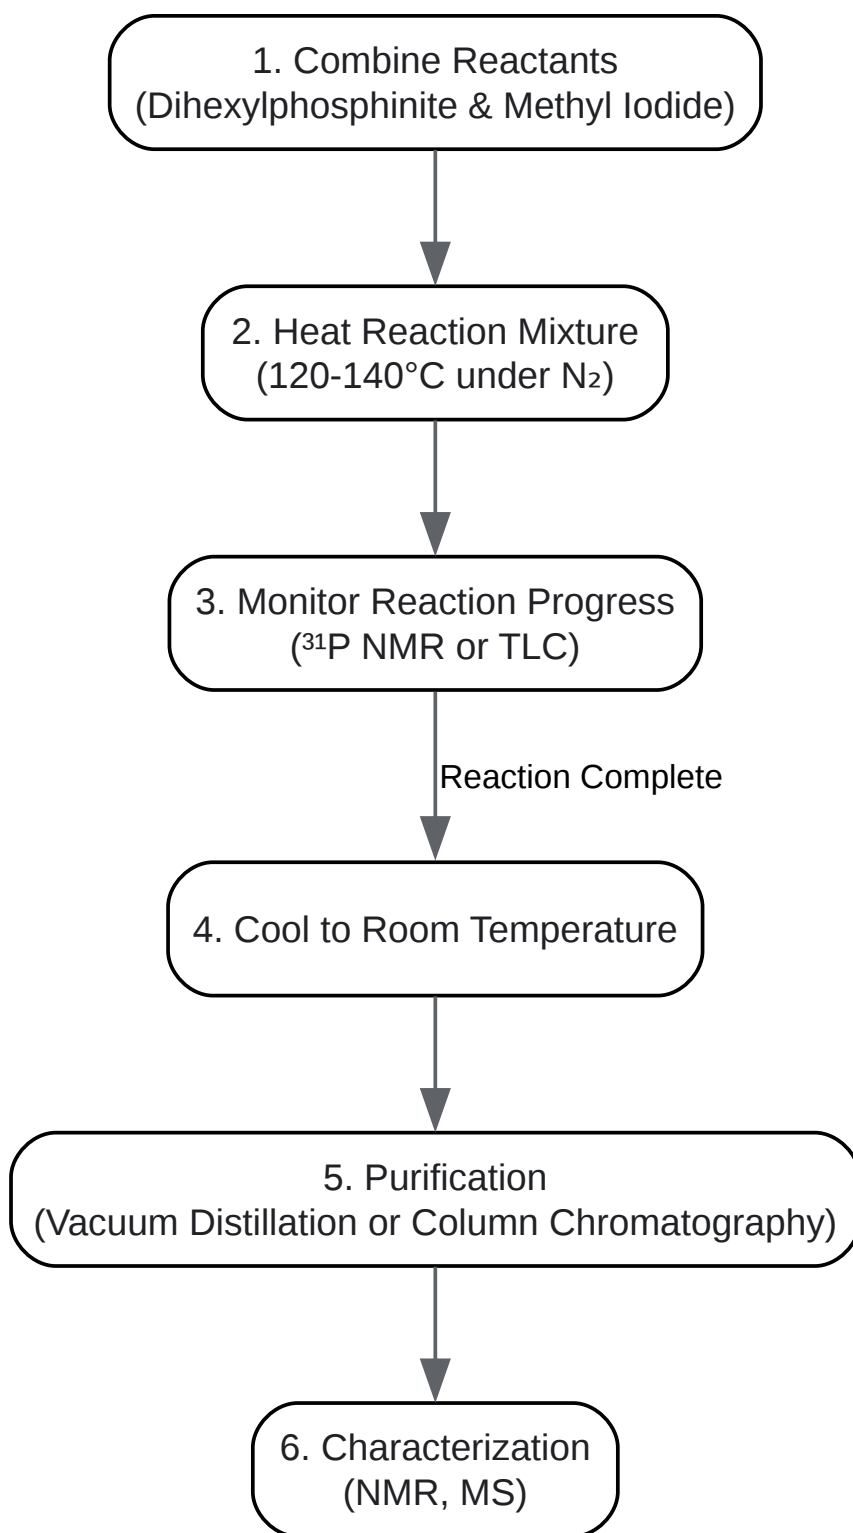 1. Combine Reactants
(Dihexylphosphinite & Methyl Iodide)
2. Heat Reaction Mixture
(120-140°C under N₂)
3. Monitor Reaction Progress
(³¹P NMR or TLC)
Reaction Complete
4. Cool to Room Temperature
5. Purification
(Vacuum Distillation or Column Chromatography)
6. Characterization
(NMR, MS)